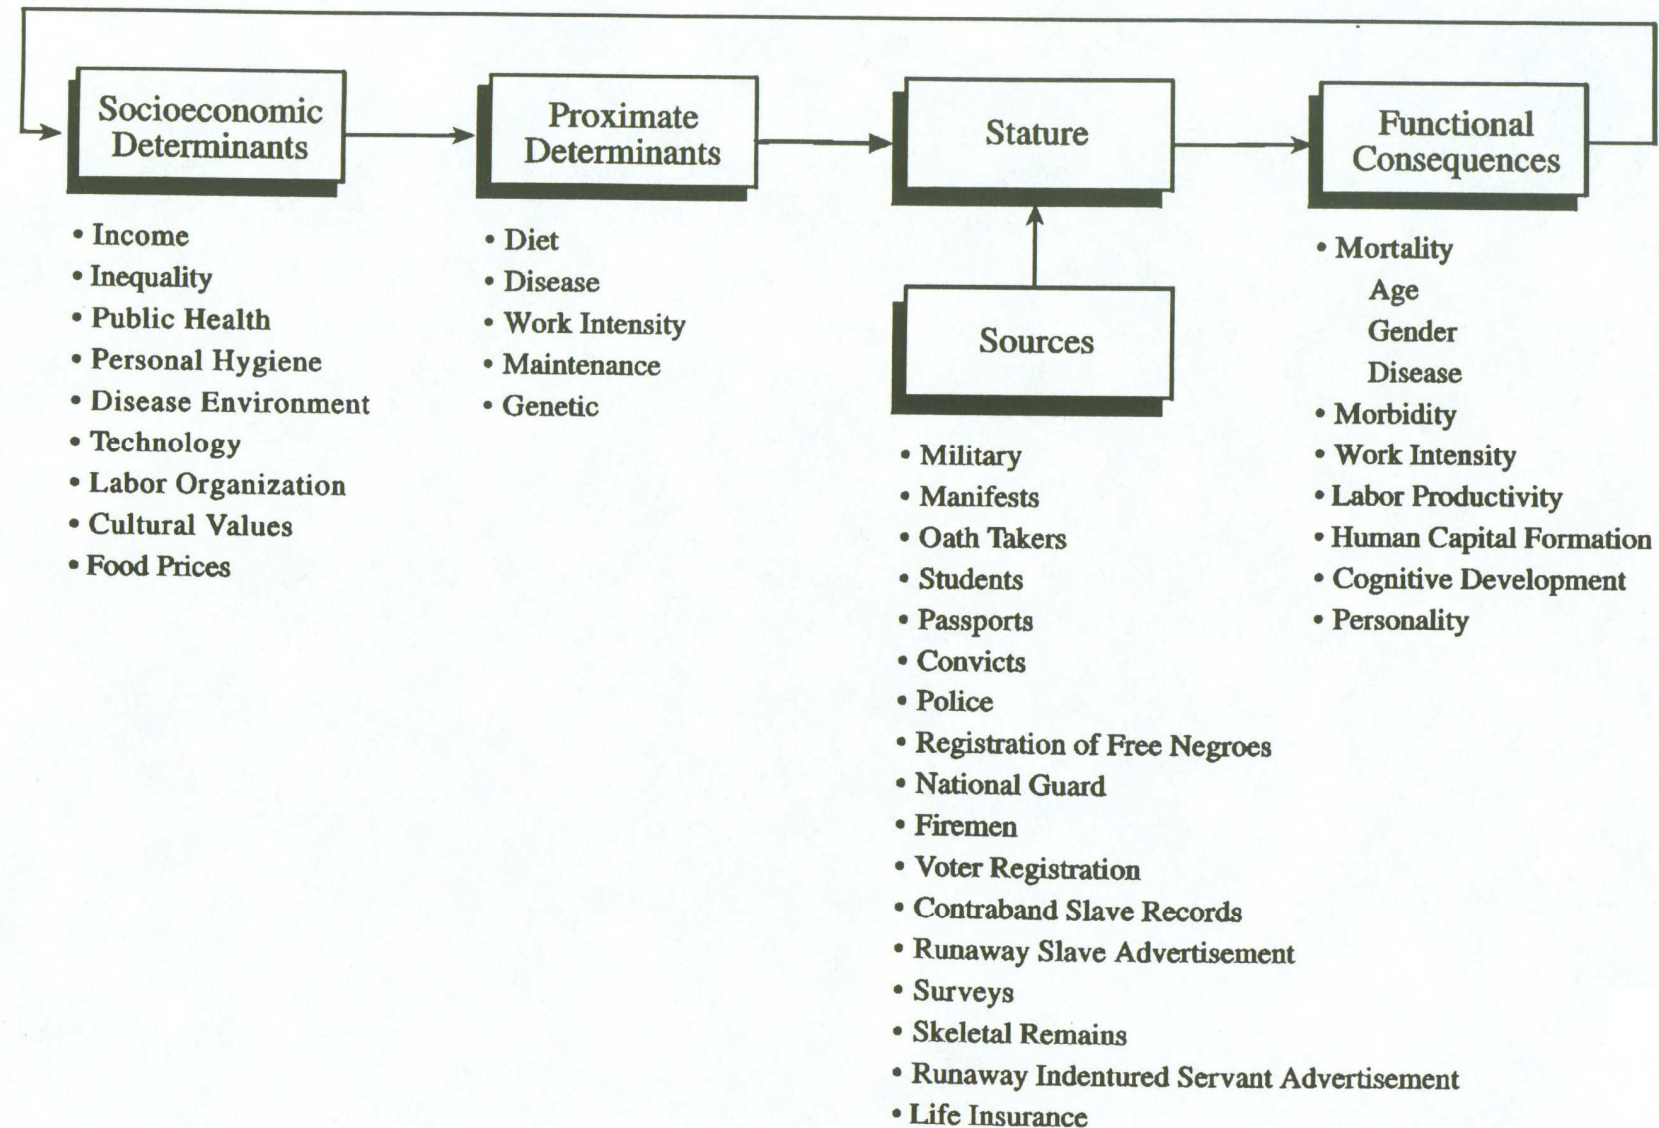 Socioeconomic
Determinants
• Income
• Inequality
• Public Health
• Personal Hygiene
• Disease Environment
• Technology
• Labor Organization
• Cultural Values
• Food Prices
Proximate
Determinants
• Diet
• Disease
• Work Intensity
• Maintenance
• Genetic
Stature
Sources
• Military
• Manifests
• Oath Takers
• Students
• Passports
• Convicts
• Police
• Registration of Free Negroes
• National Guard
• Firemen
• Voter Registration
• Contraband Slave Records
• Runaway Slave Advertisement
• Surveys
• Skeletal Remains
• Runaway Indentured Servant Advertisement
• Life Insurance
Functional
Consequences
• Mortality
Age
Gender
Disease
• Morbidity
• Work Intensity
• Labor Productivity
• Human Capital Formation
• Cognitive Development
• Personality